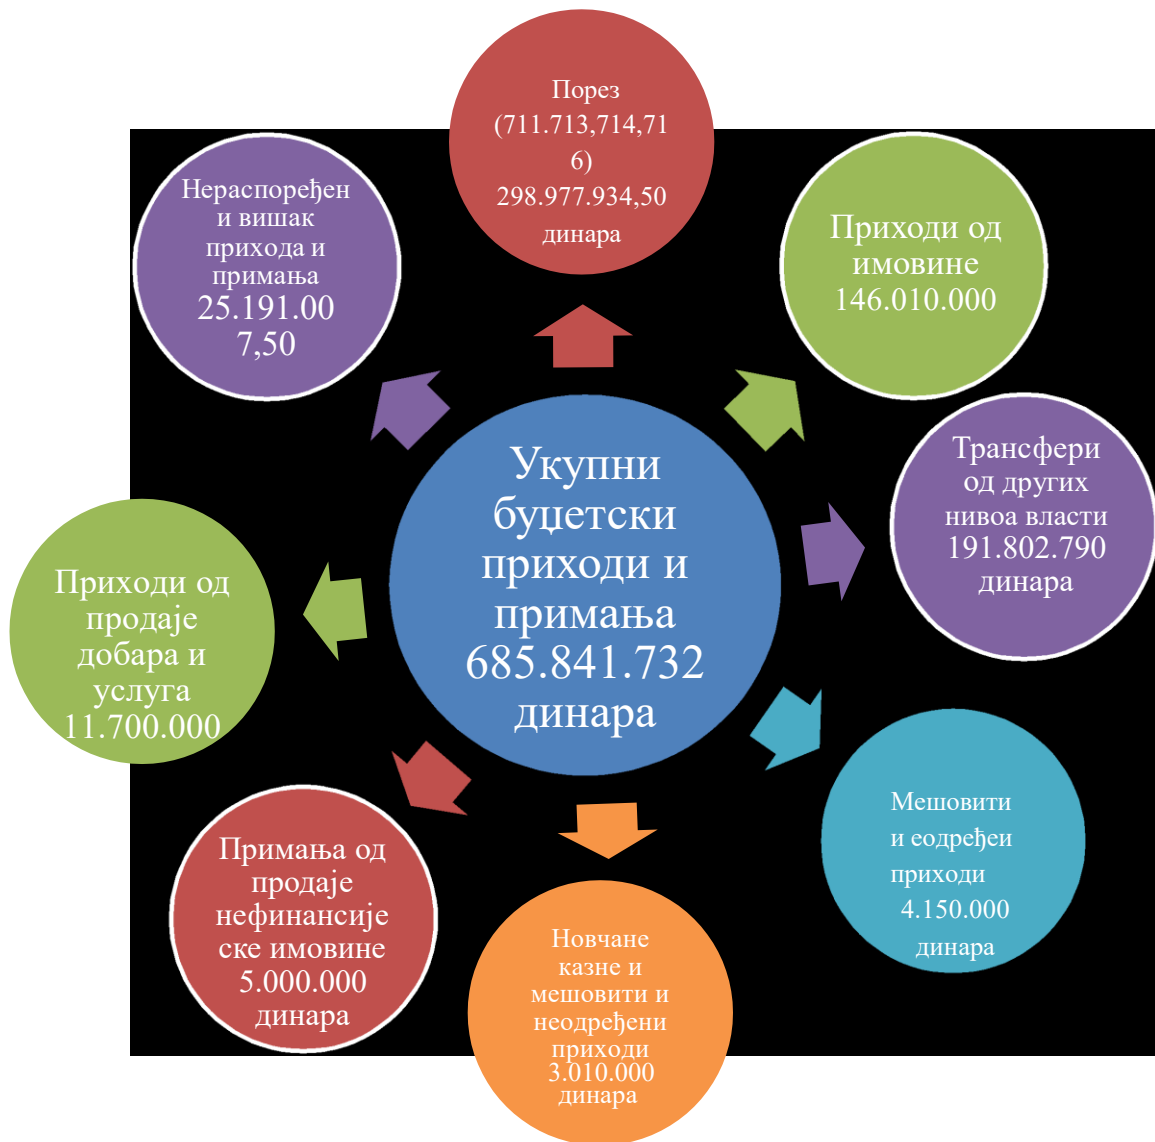 Порез
(711.713,714,71
6)
298.977.934,50
динара
Нераспоређен
и вишак
прихода и
примања
25.191.00
7,50
Приходи од
имовине
146.010.000
Трансфери
од других
нивоа власти
191.802.790
динара
Укупни
буџетски
приходи и
примања
685.841.732
динара
Приходи од
продаје
добара и
услуга
11.700.000
Мешовити
и еодређеи
приходи
4.150.000
динара
Примања од
продаје
нефинансије
ске имовине
5.000.000
динара
Новчане
казне и
мешовити и
неодређени
приходи
3.010.000
динара